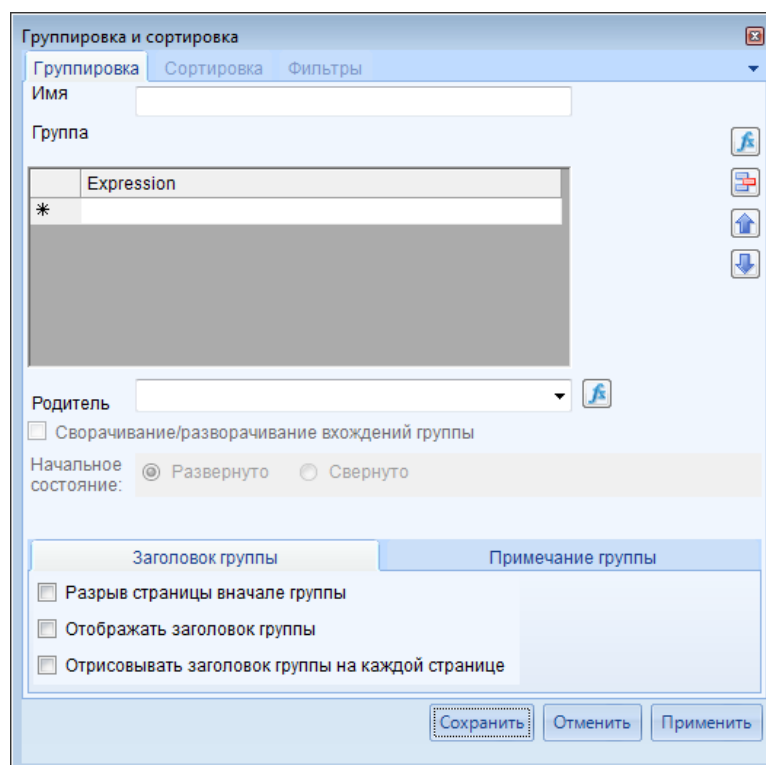 Группировка и сортировка
Группировка Сортировка Фильтры
Имя
Группа
Expression
Родитель
Сворачивание/разворачивание вхождений группы
Начальное
состояние:
Развернуто Свернуто
Заголовок группы Примечание группы
Разрыв страницы вначале группы
Отображать заголовок группы
Отрисовывать заголовок группы на каждой странице
Сохранить Отменить Применить